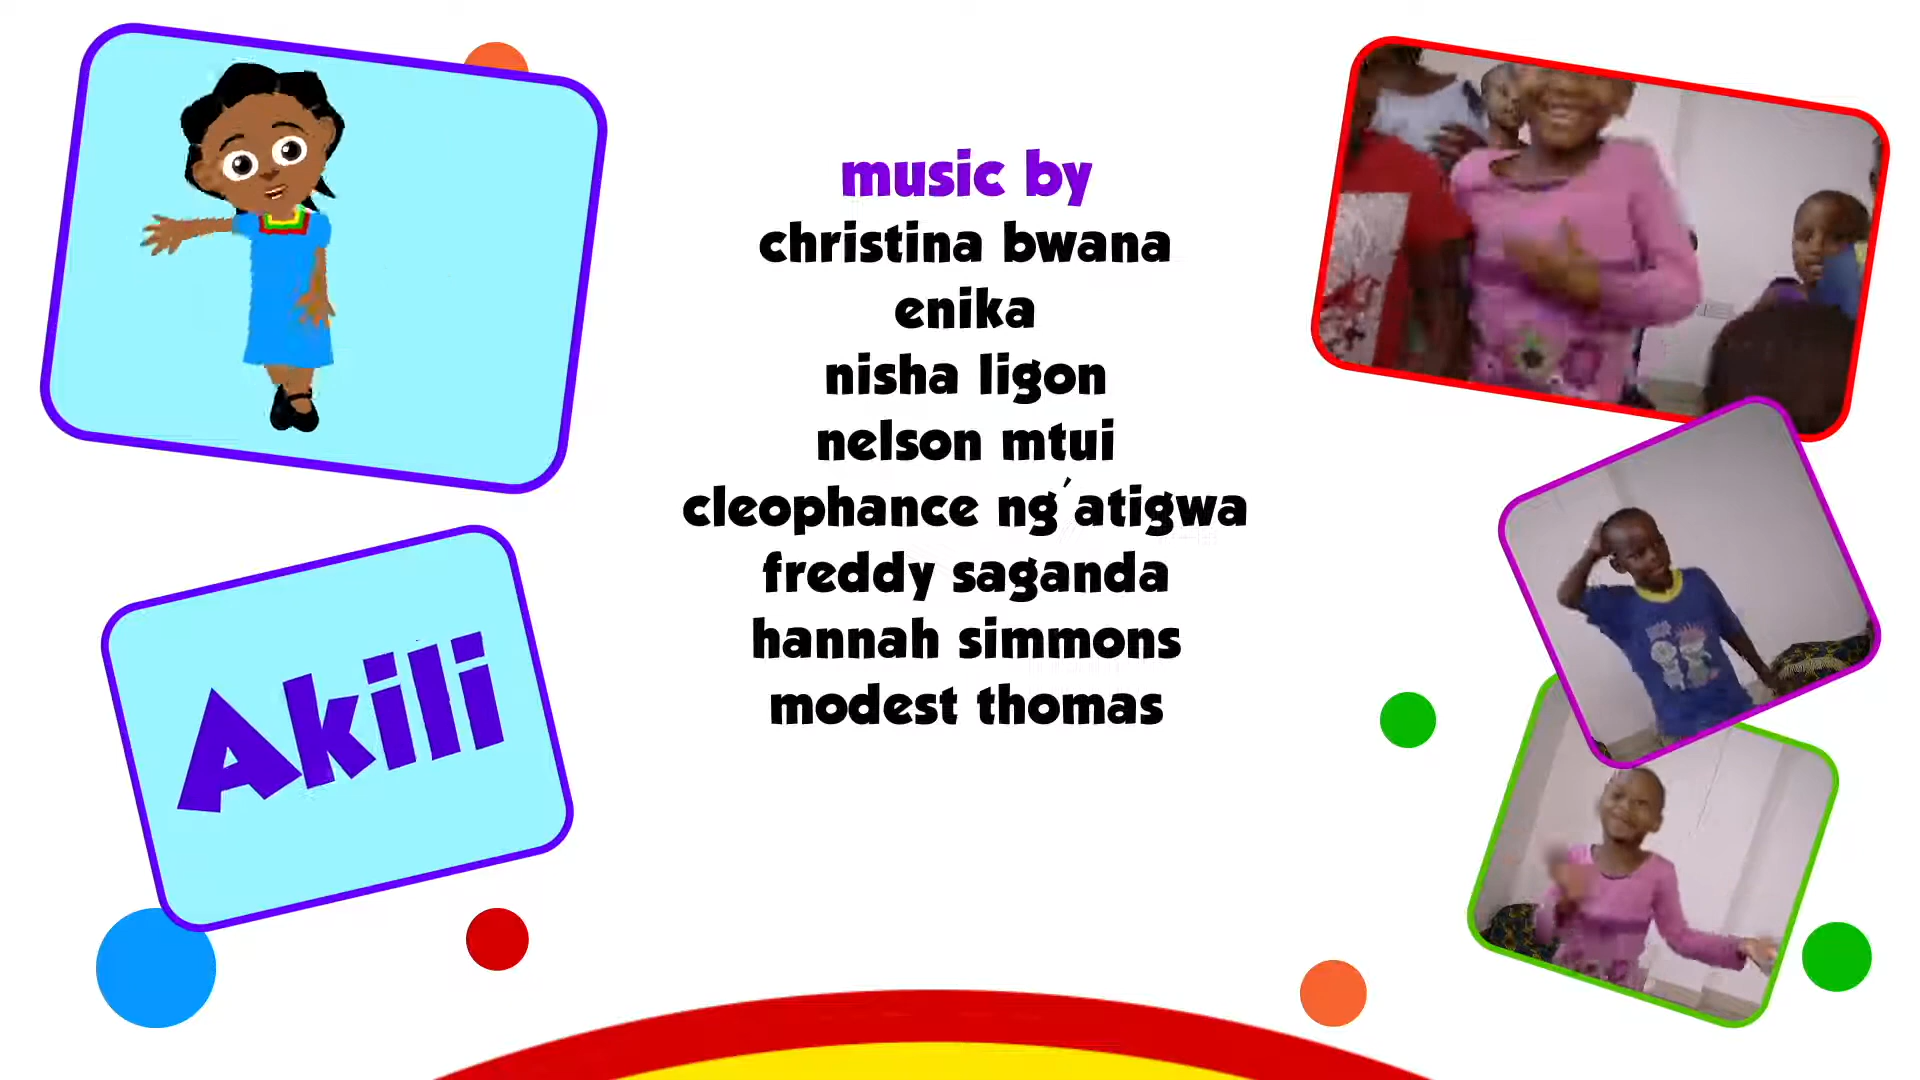 music by
christina bwana
enika
nisha ligon
nelson mtui
cleophance ng'atigwa
freddy saganda
hannah simmons
modest thomas
Akili